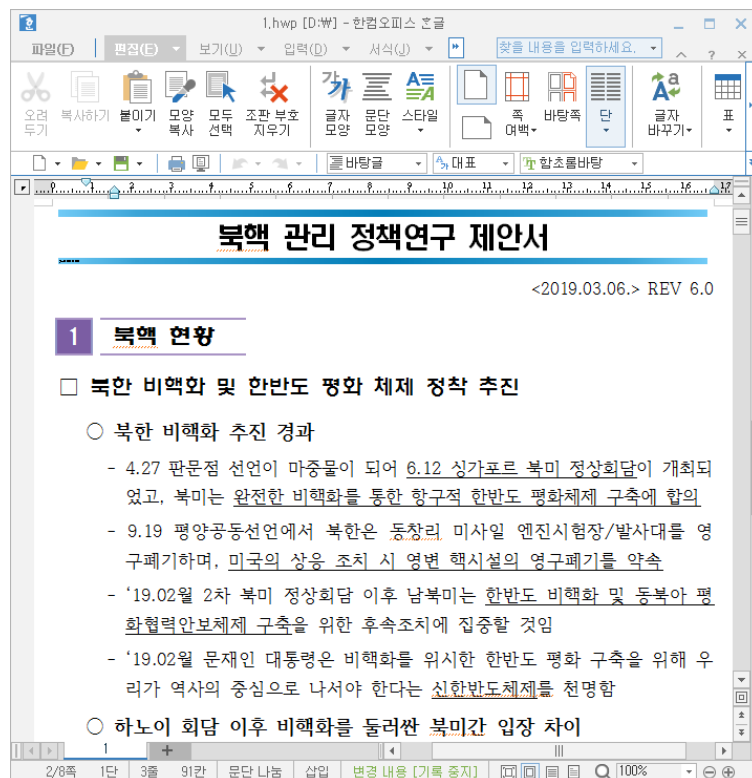 1.hwp [D:₩] - 한컴오피스 흔글
파일(F) 편집(E) 보기(U) 입력(D) 서식(J) 찾을 내용을 입력하세요.
오려두기 복사하기 붙이기 모양 복사 모두 선택 조판 부호 지우기 글자 모양 문단 모양 스타일 쪽 여백 바탕쪽 단 글자 바꾸기 표
바탕글 대표 함초롬바탕
1 2 3 4 5 6 7 8 9 10 11 12 13 14 15 16 17
북핵 관리 정책연구 제안서
<2019.03.06.> REV 6.0
1 북핵 현황
□ 북한 비핵화 및 한반도 평화 체제 정착 추진
○ 북한 비핵화 추진 경과
- 4.27 판문점 선언이 마중물이 되어 6.12 싱가포르 북미 정상회담이 개최되
었고, 북미는 완전한 비핵화를 통한 항구적 한반도 평화체제 구축에 합의
- 9.19 평양공동선언에서 북한은 동창리 미사일 엔진시험장/발사대를 영
구폐기하며, 미국의 상응 조치 시 영변 핵시설의 영구폐기를 약속
- ‘19.02월 2차 북미 정상회담 이후 남북미는 한반도 비핵화 및 동북아 평
화협력안보체제 구축을 위한 후속조치에 집중할 것임
- ‘19.02월 문재인 대통령은 비핵화를 위시한 한반도 평화 구축을 위해 우
리가 역사의 중심으로 나서야 한다는 신한반도체제를 천명함
○ 하노이 회담 이후 비핵화를 둘러싼 북미간 입장 차이
1
2/8쪽 1단 3줄 91칸 문단 나눔 삽입 변경 내용 [기록 중지] 100%